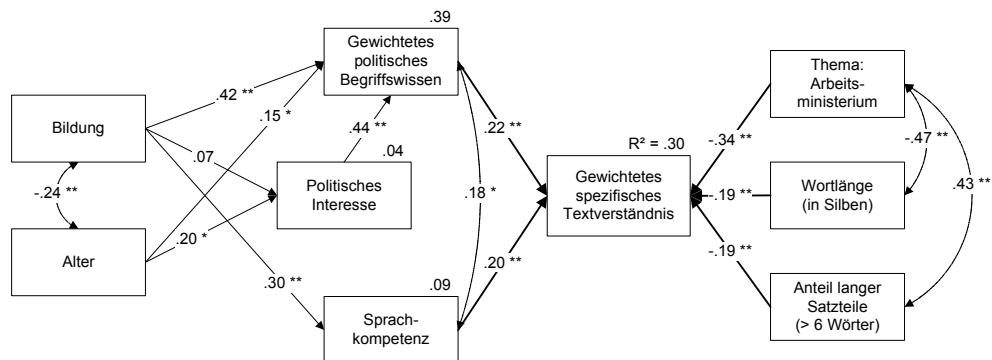 .39
Gewichtetes
politisches
Begriffswissen
Thema:
Arbeits-
ministerium
Bildung
.42 **
.15 *
.44 **
.22 **
R² = .30
-.34 **
-.47 **
.07
.04
Politisches
Interesse
-.24 **
.18 *
Gewichtetes
spezifisches
Textverständnis
-.19 **
Wortlänge
(in Silben)
.43 **
Alter
.20 *
.30 **
.20 **
-.19 **
.09
Sprach-
kompetenz
Anteil langer
Satzteile
(> 6 Wörter)